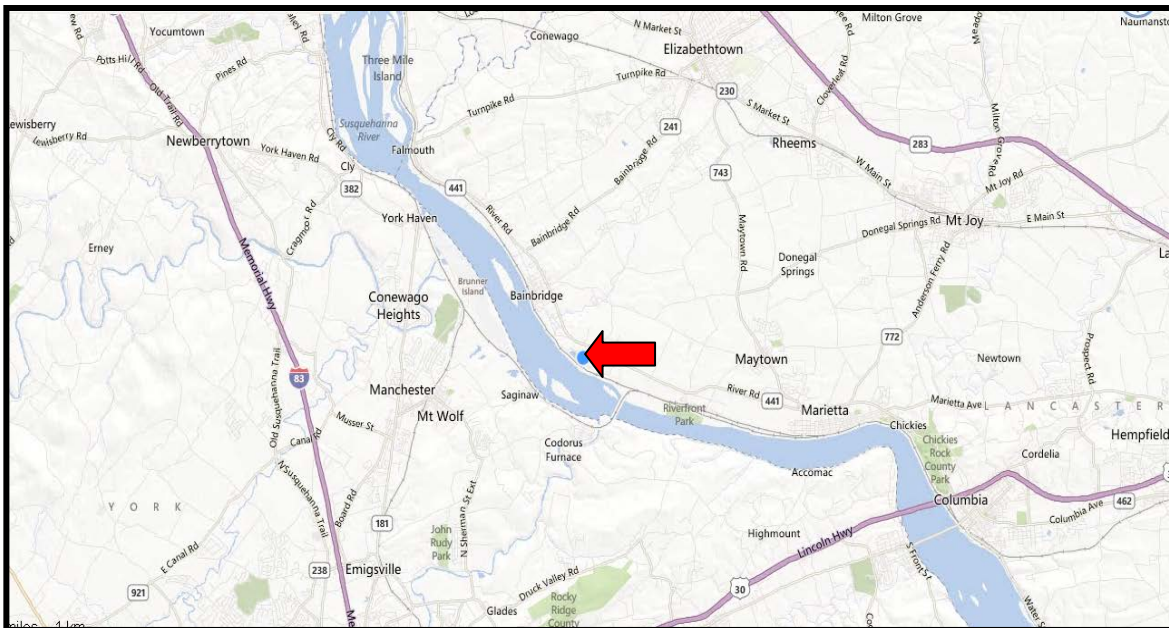 Yocumtown
N Market St
Milton Grove
Naumansto
Conewago
Elizabethtown
Potts Hill Rd
Pines Rd
Old Trail Rd
Three Mile
Island
Turnpike Rd
Turnpike Rd
230
S Market St
Cloverleaf Rd
Milton Grove Rd
ewisberry
Lewisberry Rd
Newberrytown
York Haven Rd
Susquehanna
River
Cly Rd
Cly
Falmouth
241
Rheems
283
382
441
Bainbridge Rd
743
W Main St
Mt Joy Rd
Cragmoor Rd
York Haven
River Rd
Bainbridge Rd
Maytown Rd
Donegal Springs Rd
Mt Joy
E Main St
Erney
Memorial Hwy
Brunner
Island
Donegal
Springs
Anderson Ferry Rd
La
Conewago
Heights
Bainbridge
772
83
Old Susquehanna Trail
Manchester
Mt Wolf
Saginaw
Maytown
Newtown
Prospect Rd
River Rd
441
Marietta
Marietta Ave
LANCASTER
Musser St
Canal Rd
Riverfront
Park
Chickies
Hempfield
Codorus
Furnace
Chickies
Rock
County
Park
Cordelia
N Susquehanna Trail
Board Rd
N Sherman St Ext
Accomac
YORK
181
John
Rudy
Park
Highmount
Lincoln Hwy
Columbia
462
Columbia Ave
E Canal Rd
238
Emigsville
S Front St
921
Druck Valley Rd
Glades
Rocky
Ridge
County
30
Water S
miles 1 km